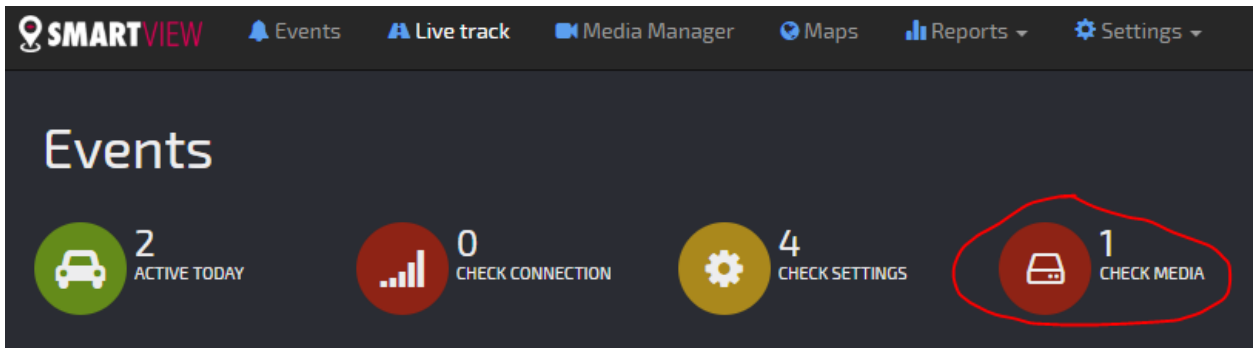 SMARTVIEW Events Live track Media Manager Maps Reports Settings
Events
2
ACTIVE TODAY
0
CHECK CONNECTION
4
CHECK SETTINGS
1
CHECK MEDIA